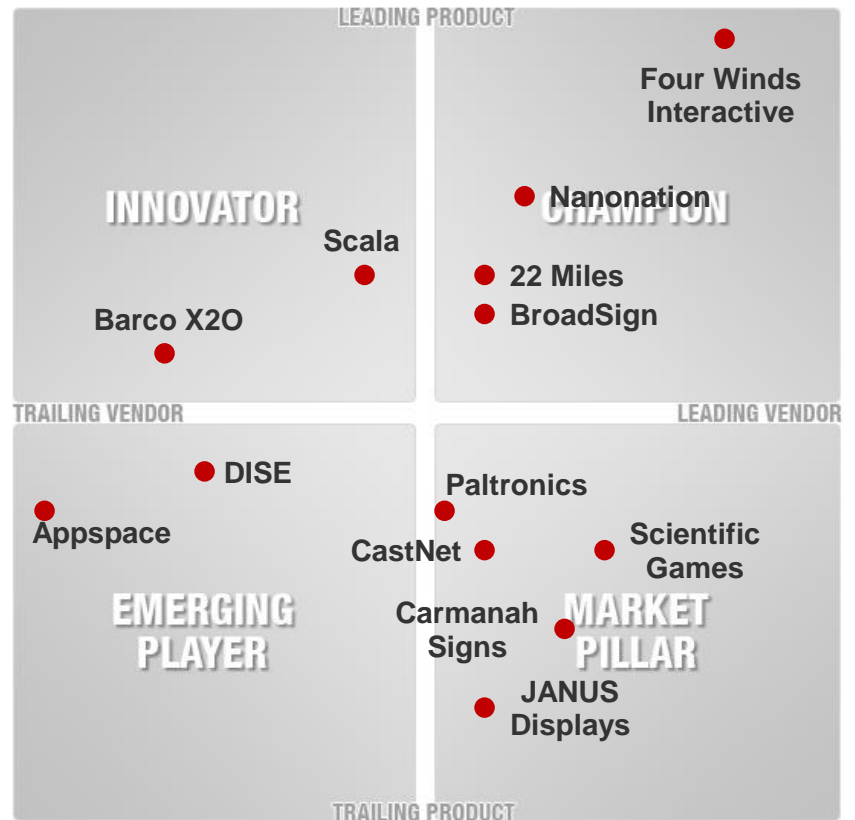 LEADING PRODUCT
Four Winds
Interactive
INNOVATOR
Nanonation
CHAMPION
Scala
22 Miles
Barco X2O
BroadSign
TRAILING VENDOR
LEADING VENDOR
DISE
Paltronics
Appspace
CastNet
Scientific
Games
EMERGING
PLAYER
Carmanah
Signs
MARKET
PILLAR
JANUS
Displays
TRAILING PRODUCT